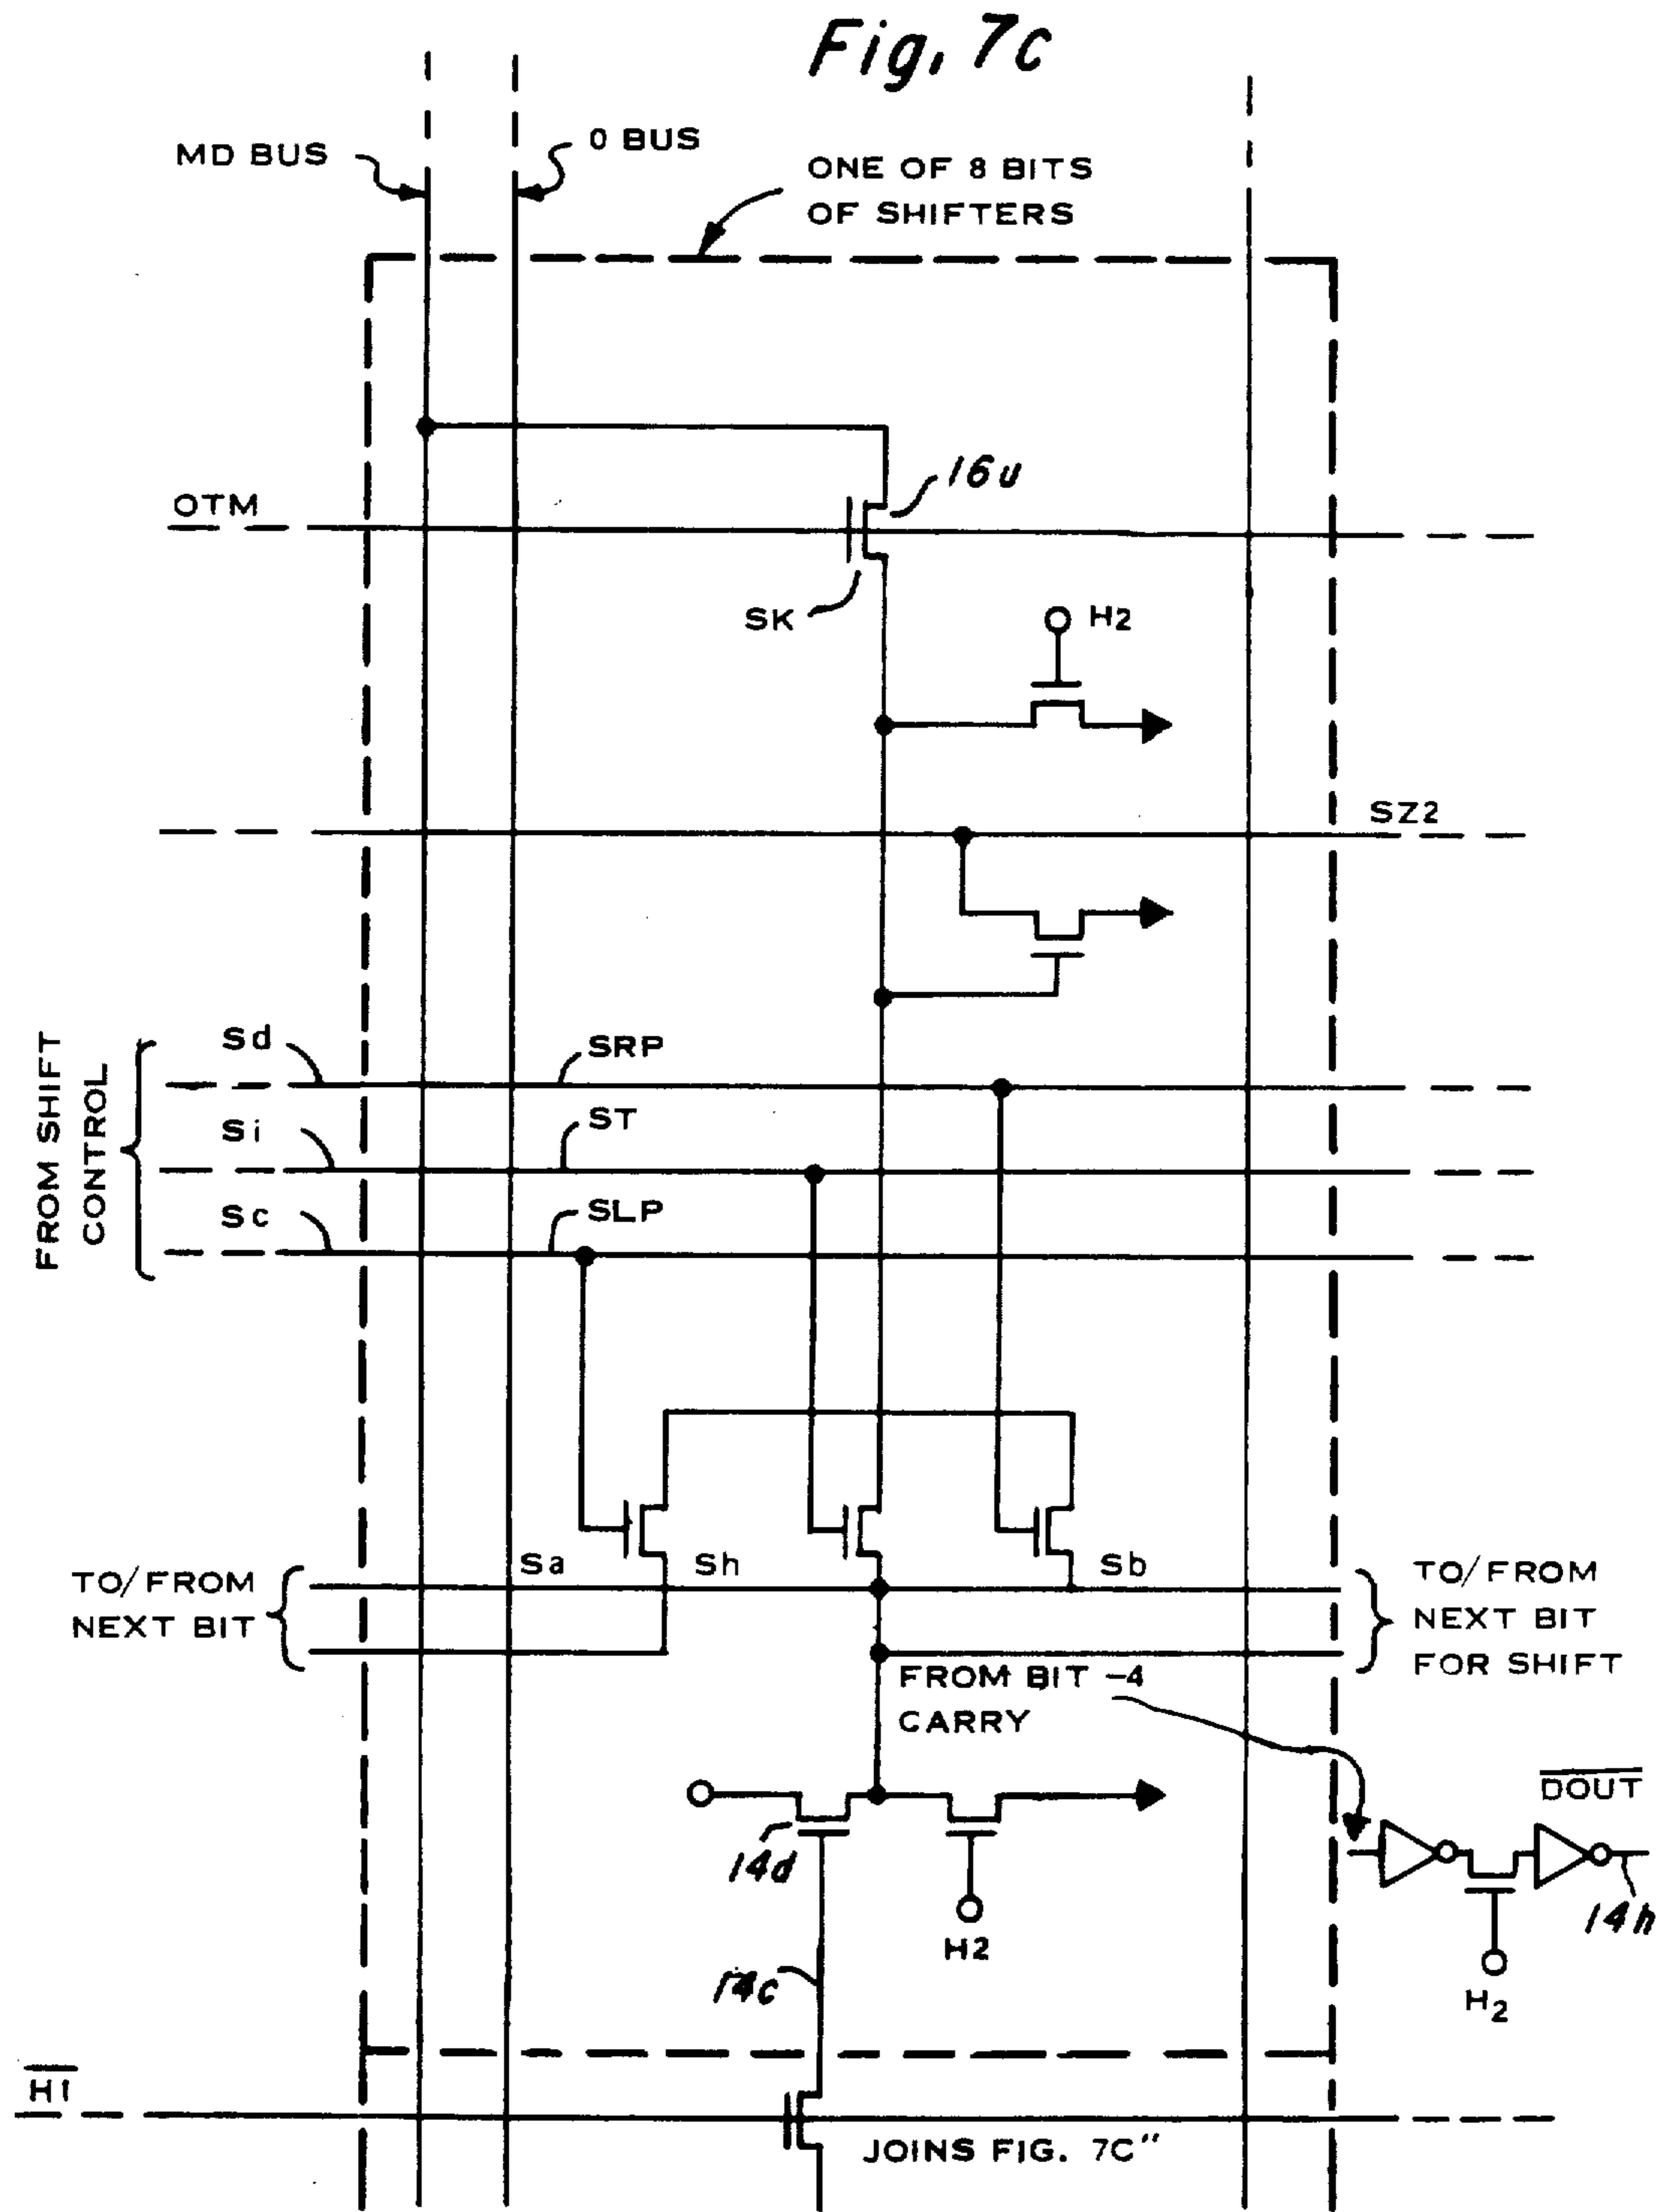 Fig. 7c
MD BUS
0 BUS
ONE OF 8 BITS
OF SHIFTERS
OTM
16u
SK
H2
SZ2
FROM SHIFT
CONTROL
Sd
SRP
Si
ST
Sc
SLP
Sa
Sh
Sb
TO/FROM
NEXT BIT
TO/FROM
NEXT BIT
FOR SHIFT
FROM BIT -4
CARRY
DOUT
14d
14h
H2
H2
14c
H1
JOINS FIG. 7C"